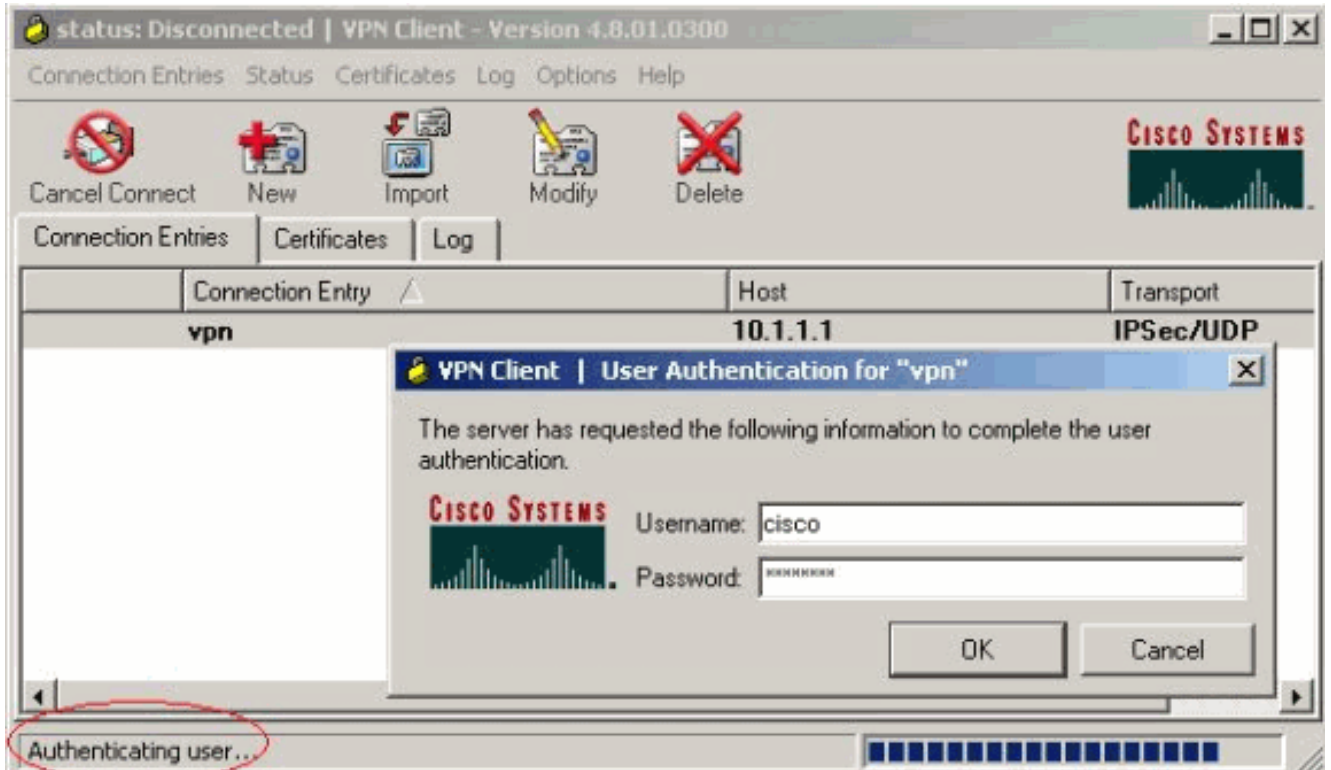 status: Disconnected | VPN Client - Version 4.8.01.0300
Connection Entries Status Certificates Log Options Help
Cancel Connect New Import Modify Delete
CISCO SYSTEMS
Connection Entries Certificates Log
Connection Entry Host Transport
vpn 10.1.1.1 IPSec/UDP
VPN Client | User Authentication for "vpn"
The server has requested the following information to complete the user
authentication.
CISCO SYSTEMS
Username: cisco
Password: ********
OK Cancel
Authenticating user...